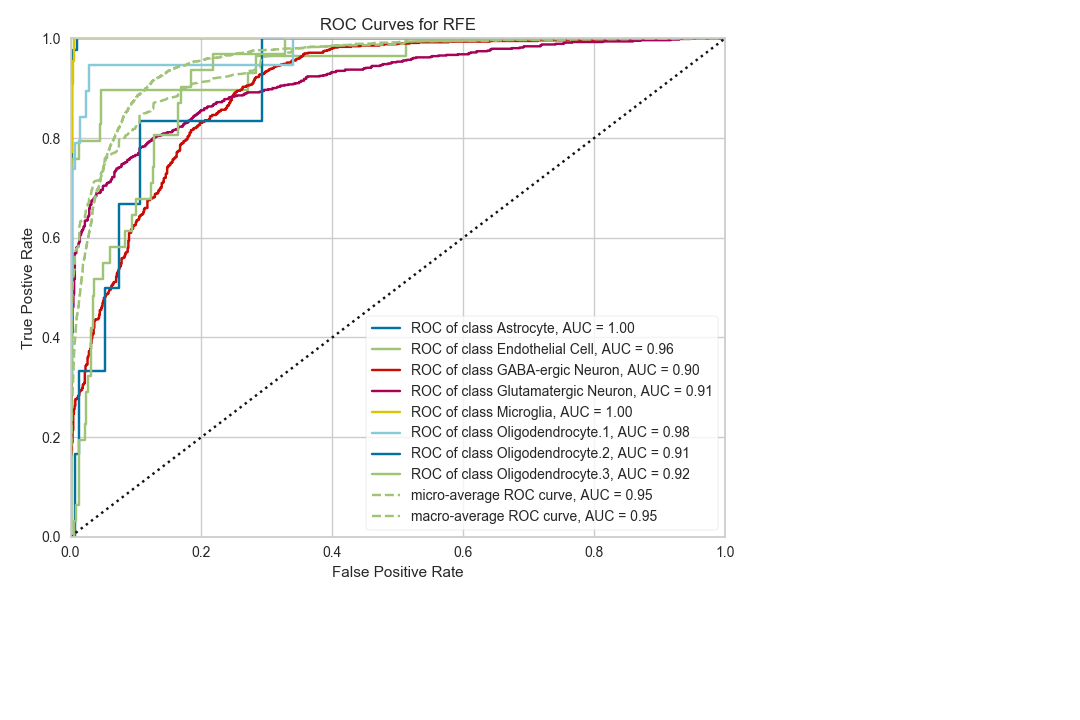 ROC Curves for RFE
1.0
0.8
0.6
0.4
0.2
0.0
True Postive Rate
ROC of class Astrocyte, AUC = 1.00
ROC of class Endothelial Cell, AUC = 0.96
ROC of class GABA-ergic Neuron, AUC = 0.90
ROC of class Glutamatergic Neuron, AUC = 0.91
ROC of class Microglia, AUC = 1.00
ROC of class Oligodendrocyte.1, AUC = 0.98
ROC of class Oligodendrocyte.2, AUC = 0.91
ROC of class Oligodendrocyte.3, AUC = 0.92
micro-average ROC curve, AUC = 0.95
macro-average ROC curve, AUC = 0.95
0.0 0.2 0.4 0.6 0.8 1.0
False Positive Rate